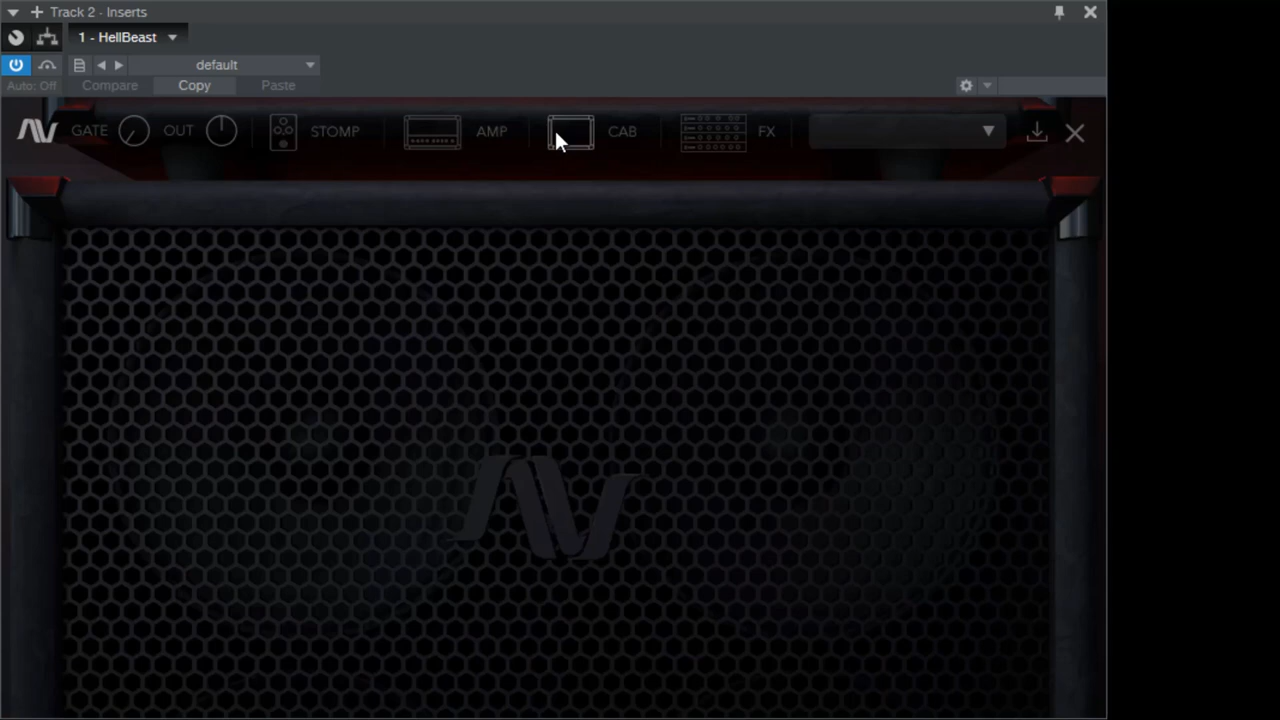 Track 2 - Inserts
1 - HellBeast
default
Auto: Off Compare Copy Paste
GATE OUT STOMP AMP CAB FX